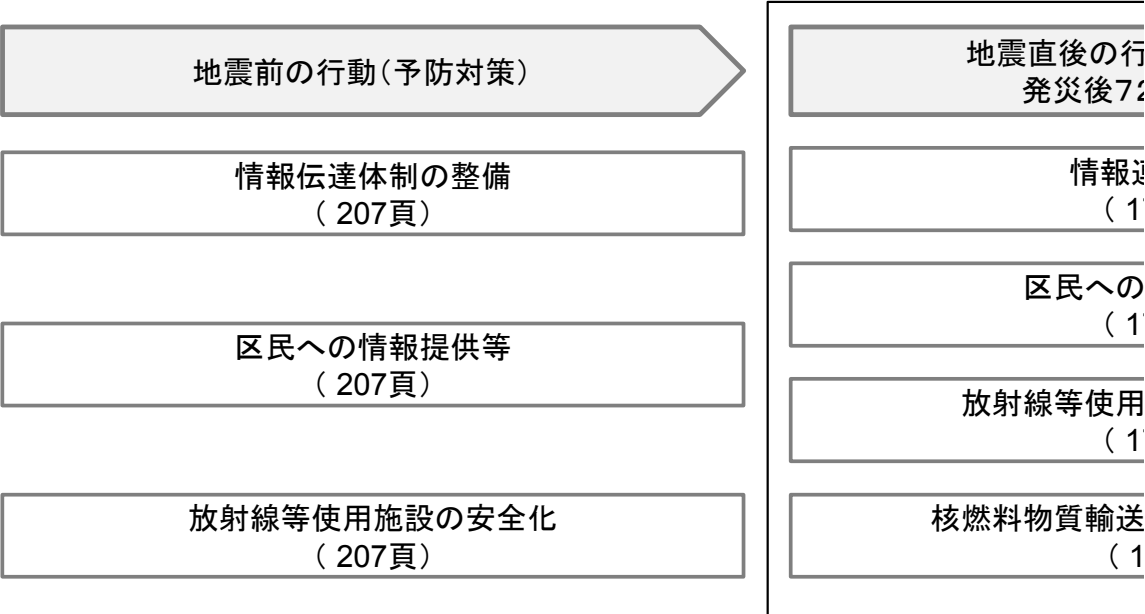 地震前の行動（予防対策）
情報伝達体制の整備
（ 207頁）
区民への情報提供等
（ 207頁）
放射線等使用施設の安全化
（ 207頁）
地震直後の行
発災後７２
情報連
（ 1
区民への
（ 1
放射線等使用
（ 1
核燃料物質輸送
（ 1